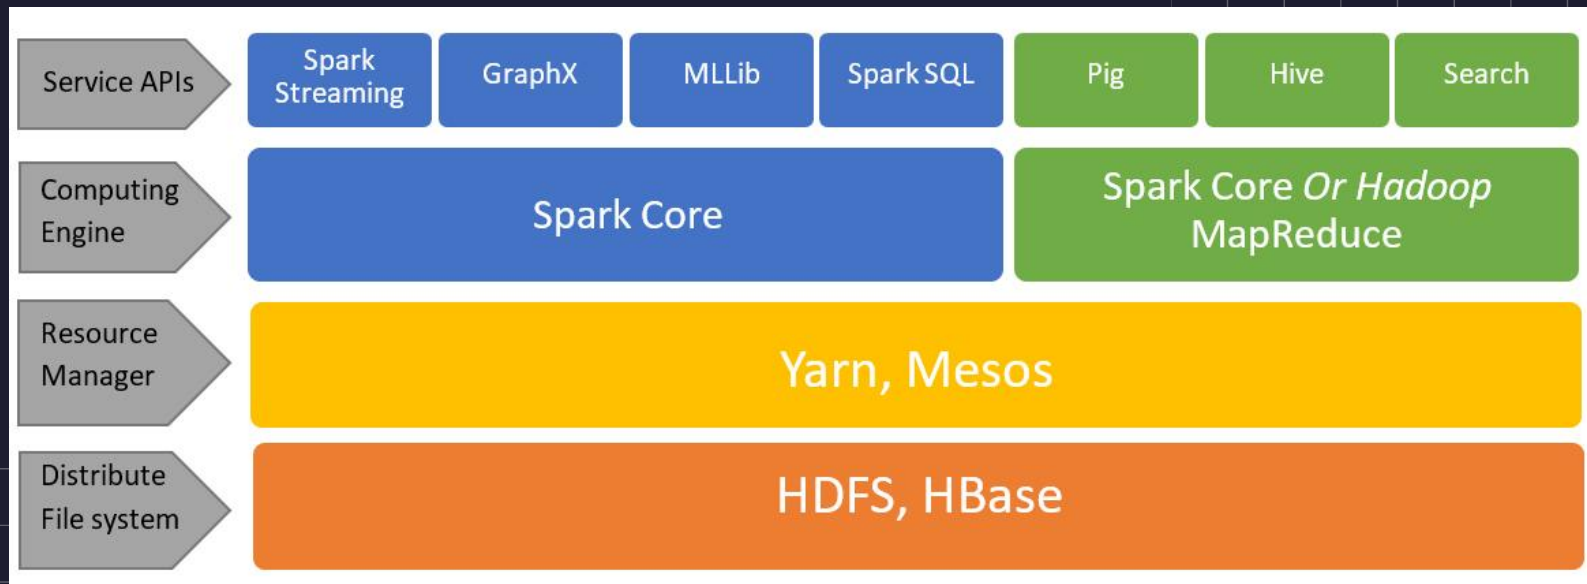 Service APIs
Spark
Streaming
GraphX
MLLib
Spark SQL
Pig
Hive
Search
Computing
Engine
Spark Core
Spark Core Or Hadoop
MapReduce
Resource
Manager
Yarn, Mesos
Distribute
File system
HDFS, HBase